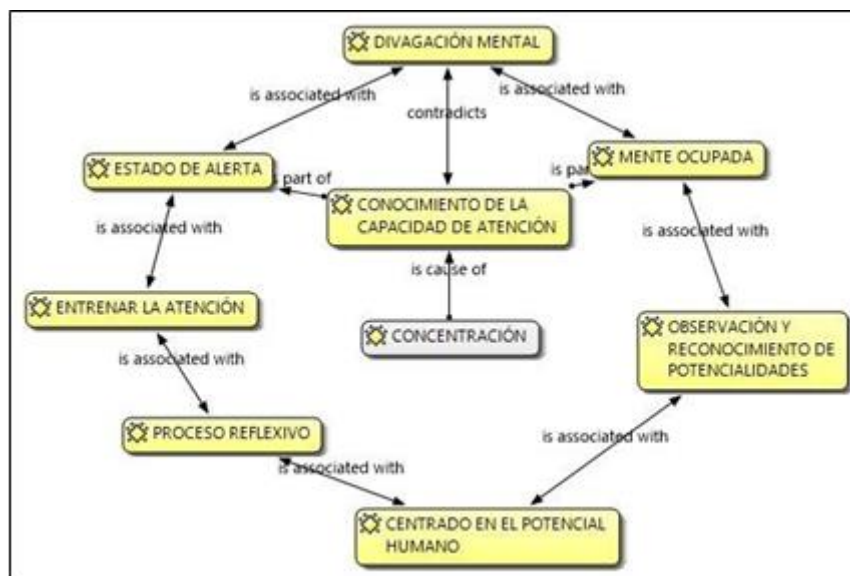 DIVAGACIÓN MENTAL
is associated with
is associated with
contradicts
ESTADO DE ALERTA
MENTE OCUPADA
part of
is
CONOCIMIENTO DE LA
CAPACIDAD DE ATENCIÓN
is associated with
is associated with
is cause of
ENTRENAR LA ATENCIÓN
CONCENTRACIÓN
OBSERVACIÓN Y
RECONOCIMIENTO DE
POTENCIALIDADES
is associated with
PROCESO REFLEXIVO
is associated with
is associated with
CENTRADO EN EL POTENCIAL
HUMANO